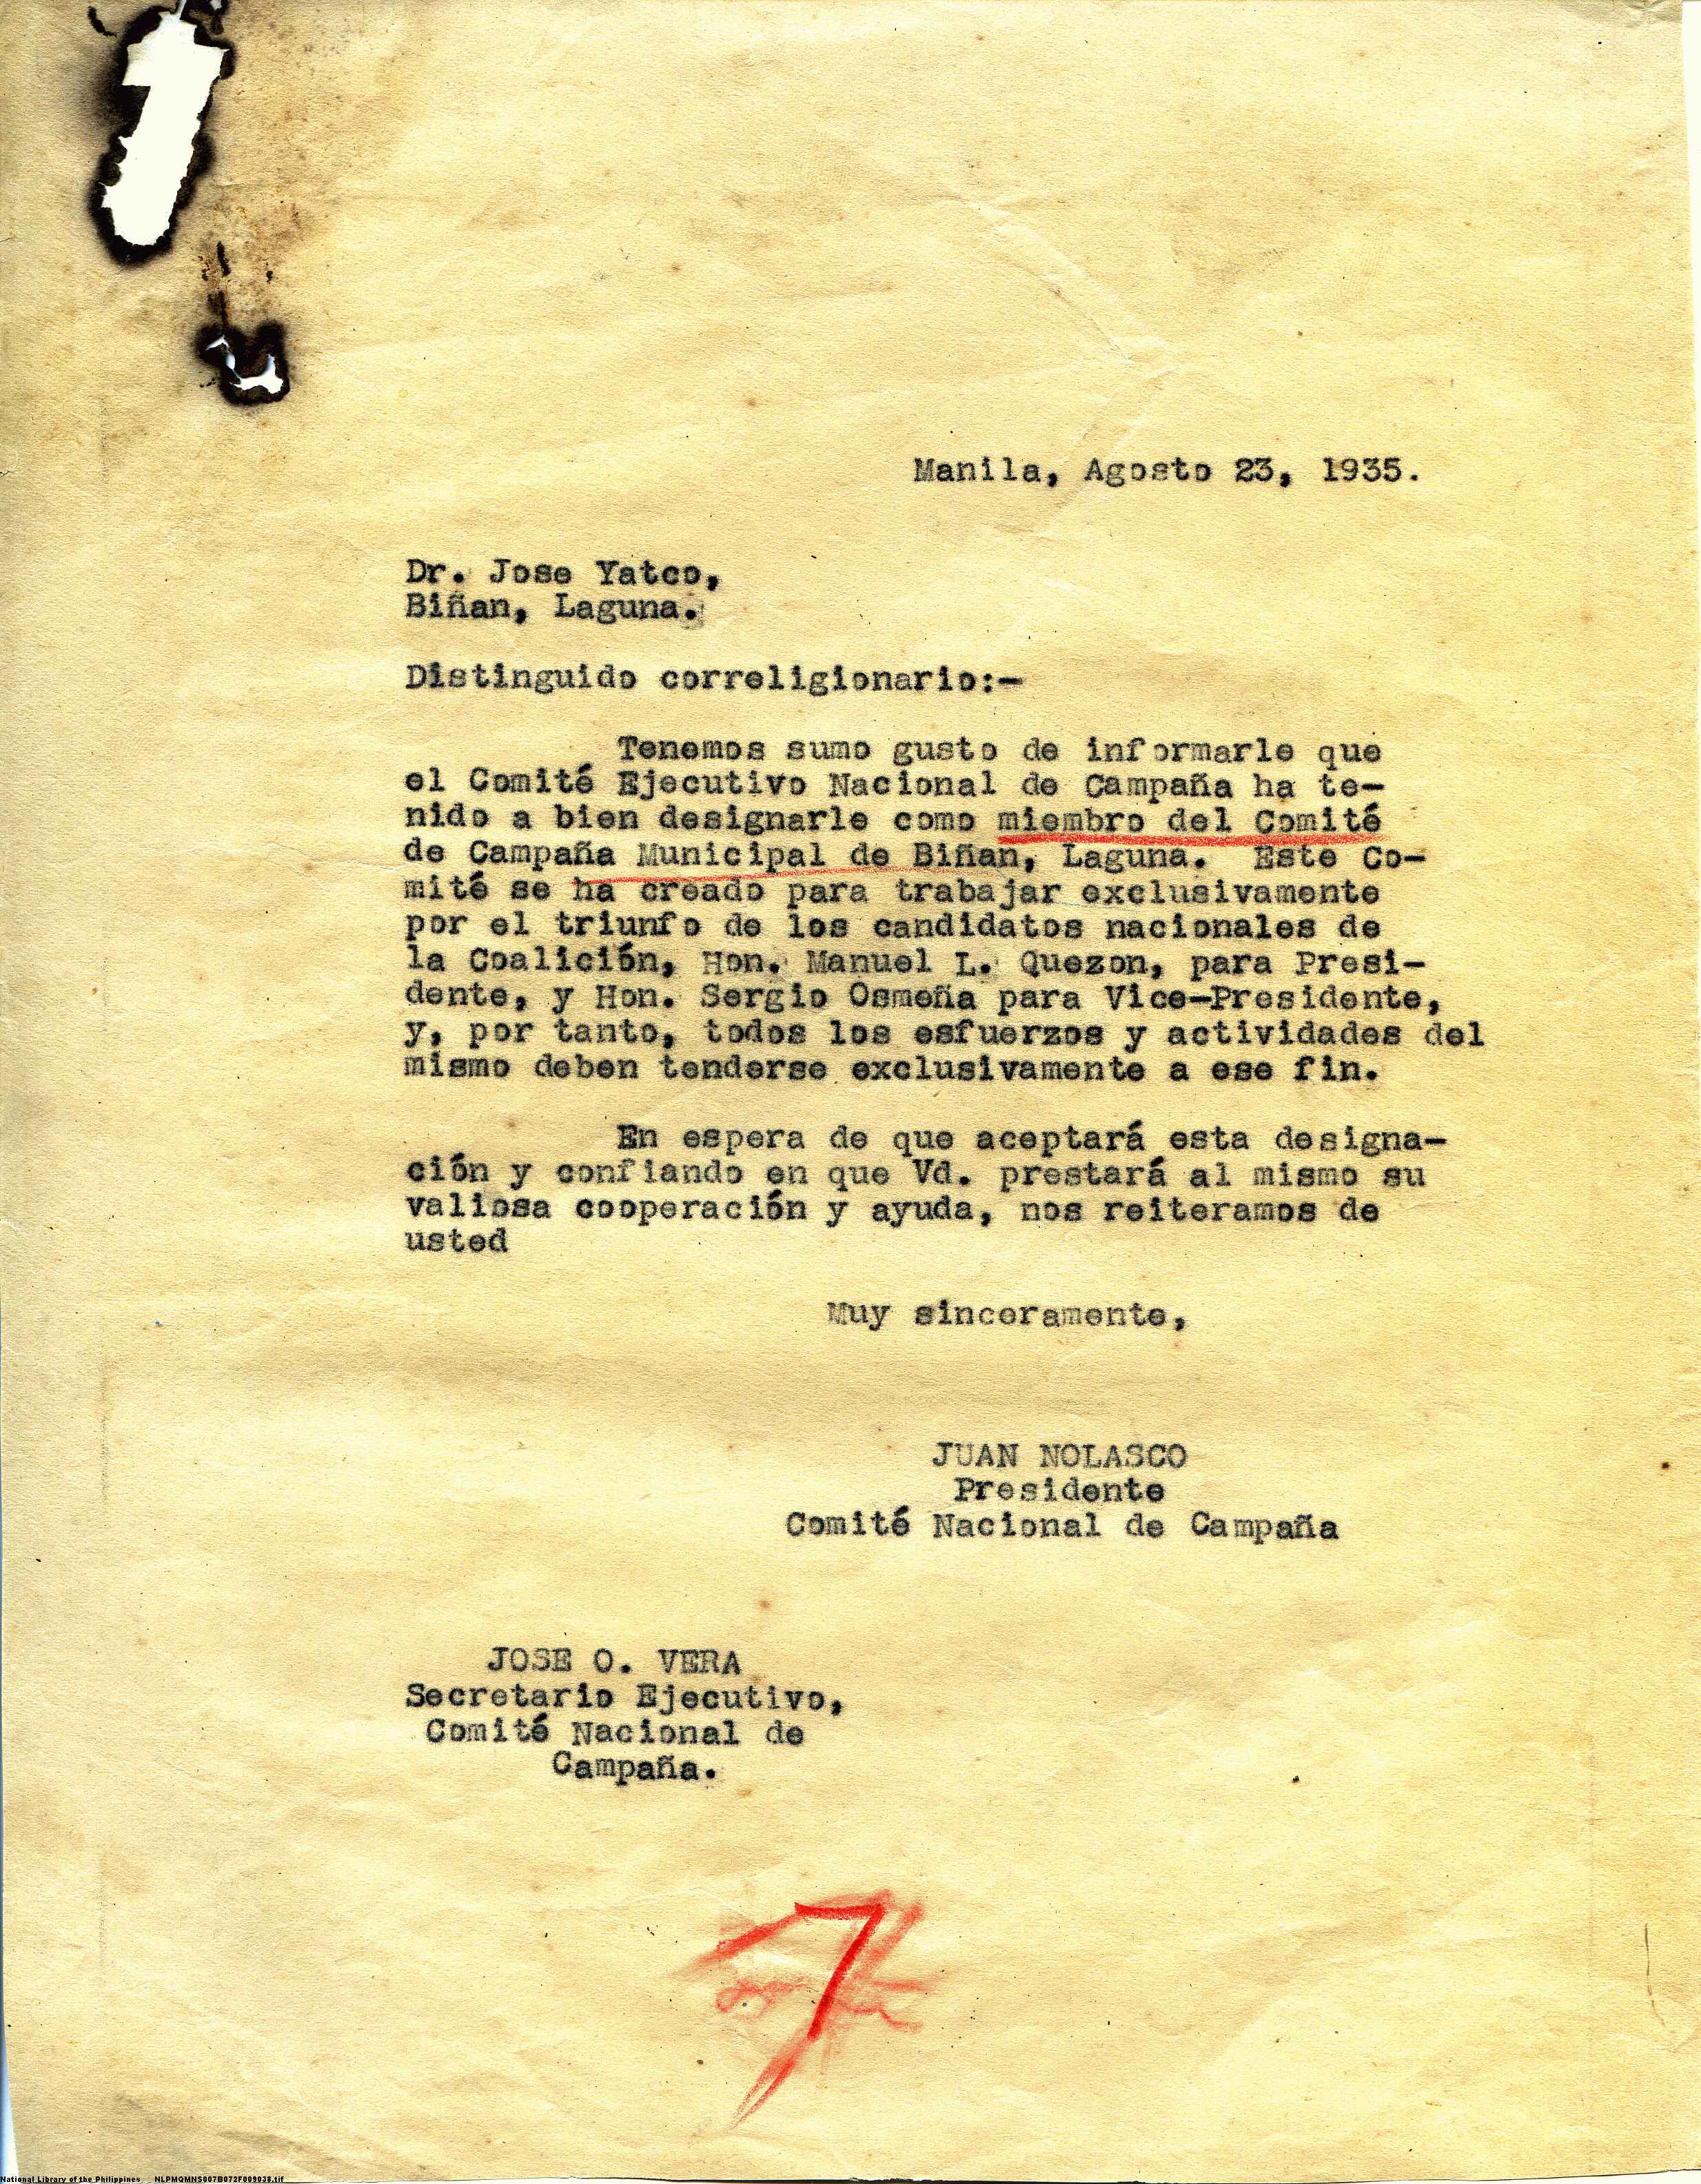 Manila, Agosto 23, 1935.
Dr. Jose Yatco,
Biñan, Laguna.
Distinguido correligionario:-
Tenemos sumo gusto de informarle que
el Comité Ejecutivo Nacional de Campaña ha te-
nido a bien designarle como miembro del Comité
de Campaña Municipal de Biñan, Laguna. Este Co-
mité se ha creado para trabajar exclusivamente
por el triunfo de los candidatos nacionales de
la Coalición, Hon. Manuel L. Quezon, para Presi-
dente, y Hon. Sergio Osmeña para Vice-Presidente,
y, por tanto, todos los esfuerzos y actividades del
mismo deben tenderse exclusivamente a ese fin.
En espera de que aceptará esta designa-
ción y confiando en que Vd. prestará al mismo su
valiosa cooperación y ayuda, nos reiteramos de
usted
Muy sinceramente,
JUAN NOLASCO
Presidente
Comité Nacional de Campaña
JOSE O. VERA
Secretario Ejecutivo,
Comité Nacional de
Campaña.
7
National Library of the Philippines NLPMQMNS007B072F009038.tif